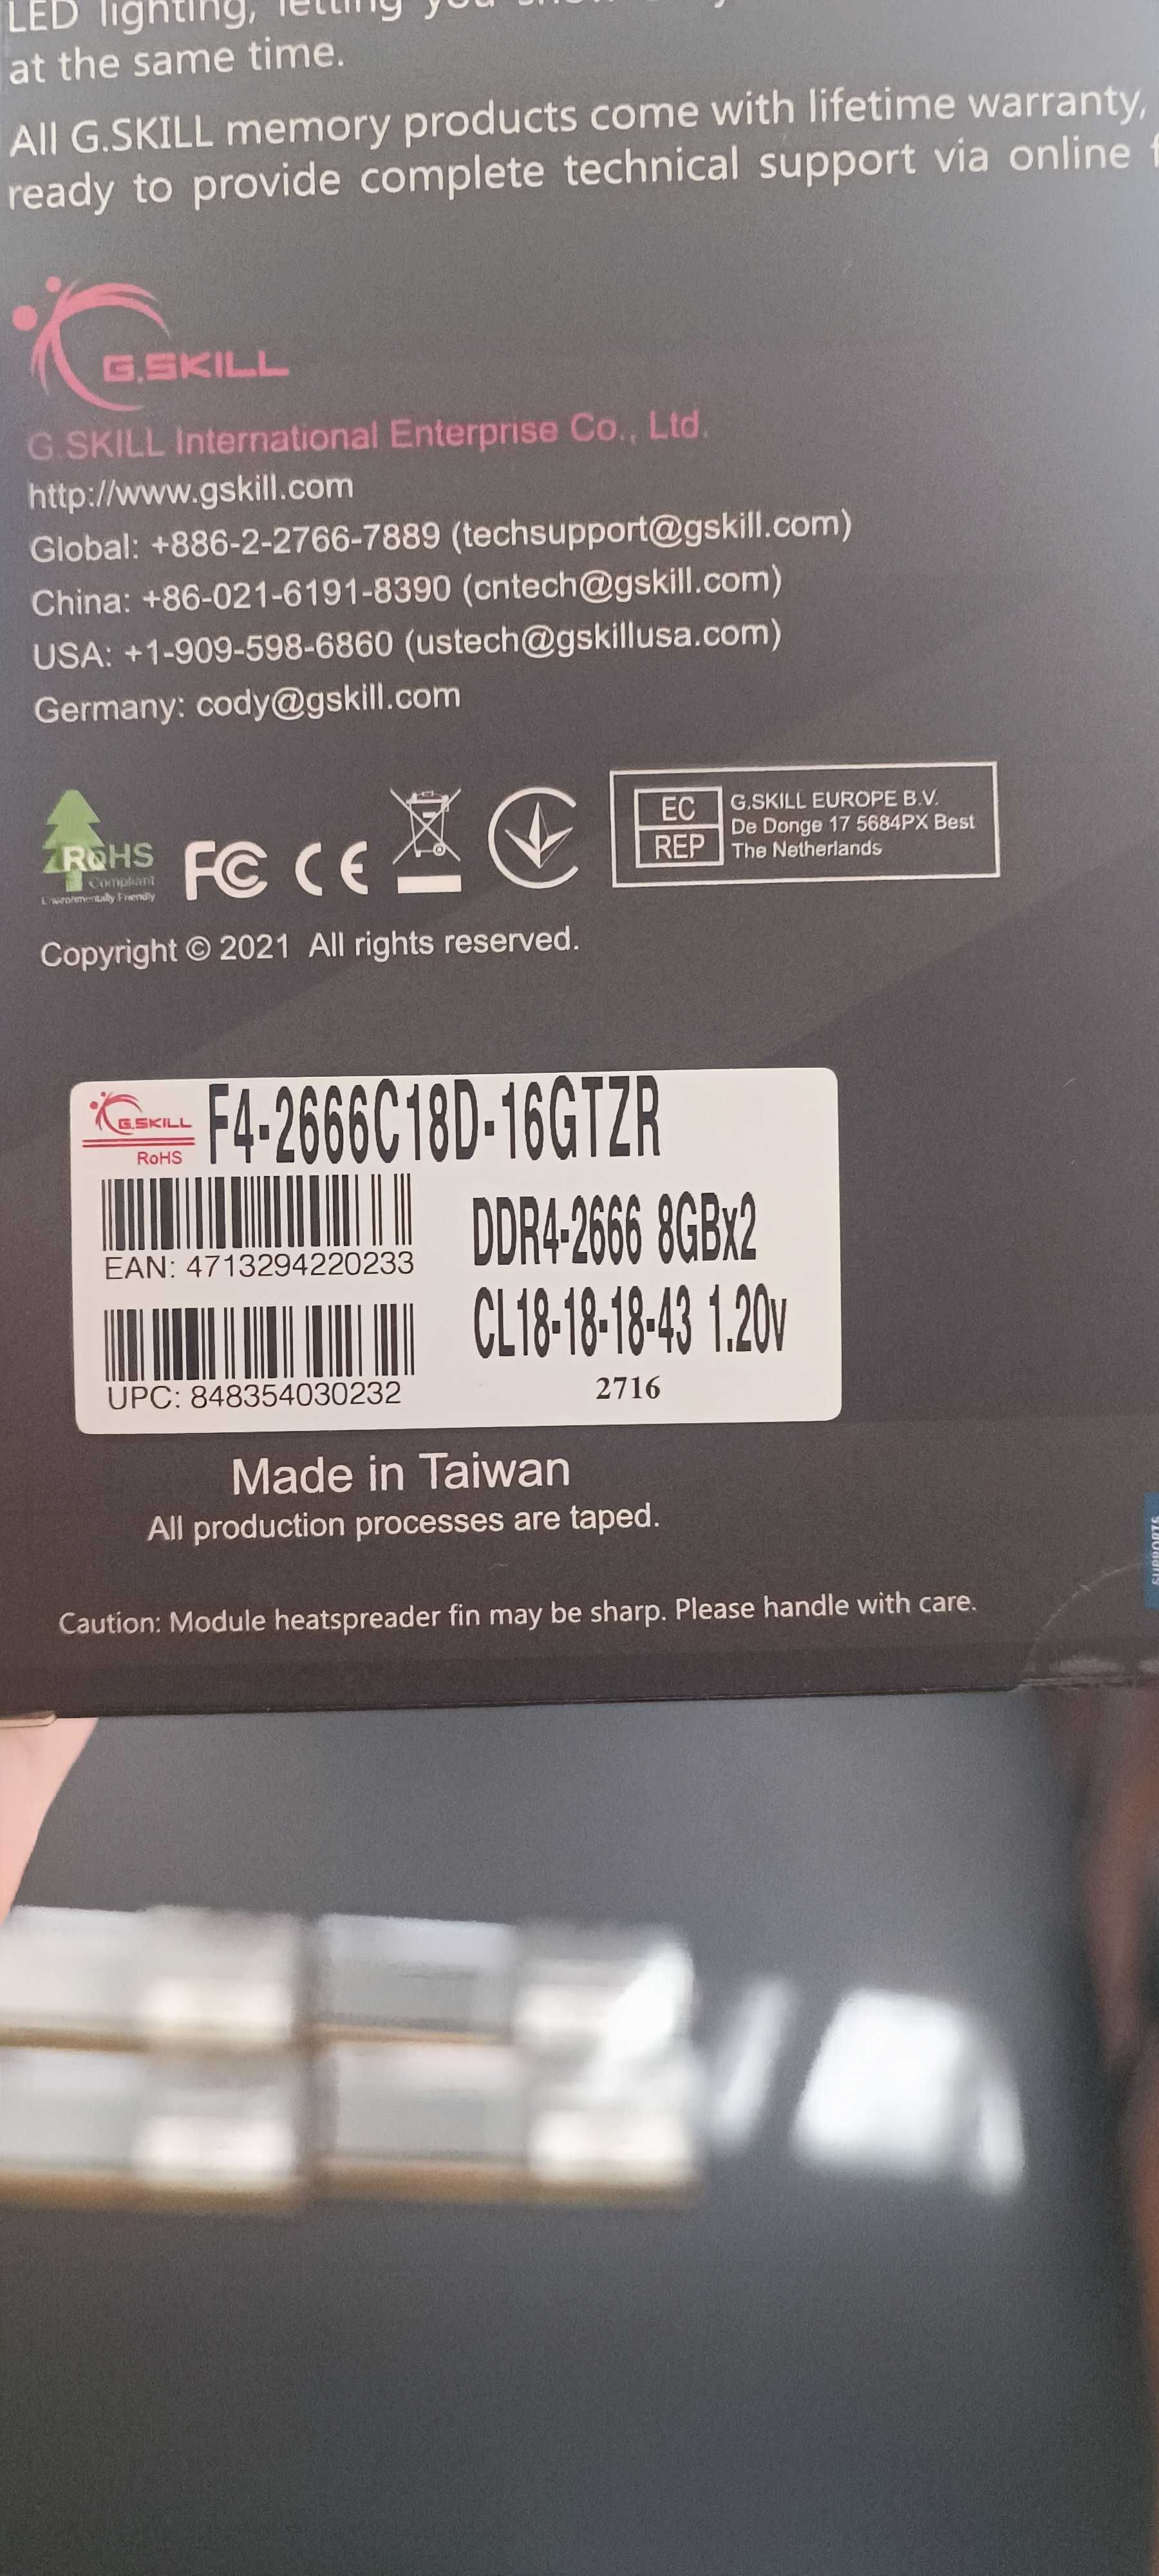 LED lighting, letting
at the same time.
All G.SKILL memory products come with lifetime warranty,
ready to provide complete technical support via online
G.SKILL
G.SKILL International Enterprise Co., Ltd.
http://www.gskill.com
Global: +886-2-2766-7889 (techsupport@gskill.com)
China: +86-021-6191-8390 (cntech@gskill.com)
USA: +1-909-598-6860 (ustech@gskillusa.com)
Germany: cody@gskill.com
RoHS
Compliant
Environmentally Friendly
FC CE
EC
REP
G.SKILL EUROPE B.V.
De Donge 17 5684PX Best
The Netherlands
Copyright © 2021 All rights reserved.
G.SKILL
RoHS
F4-2666C18D-16GTZR
EAN: 4713294220233
DDR4-2666 8GBx2
CL18-18-18-43 1.20v
UPC: 848354030232
2716
Made in Taiwan
All production processes are taped.
SUPPORTS
Caution: Module heatspreader fin may be sharp. Please handle with care.